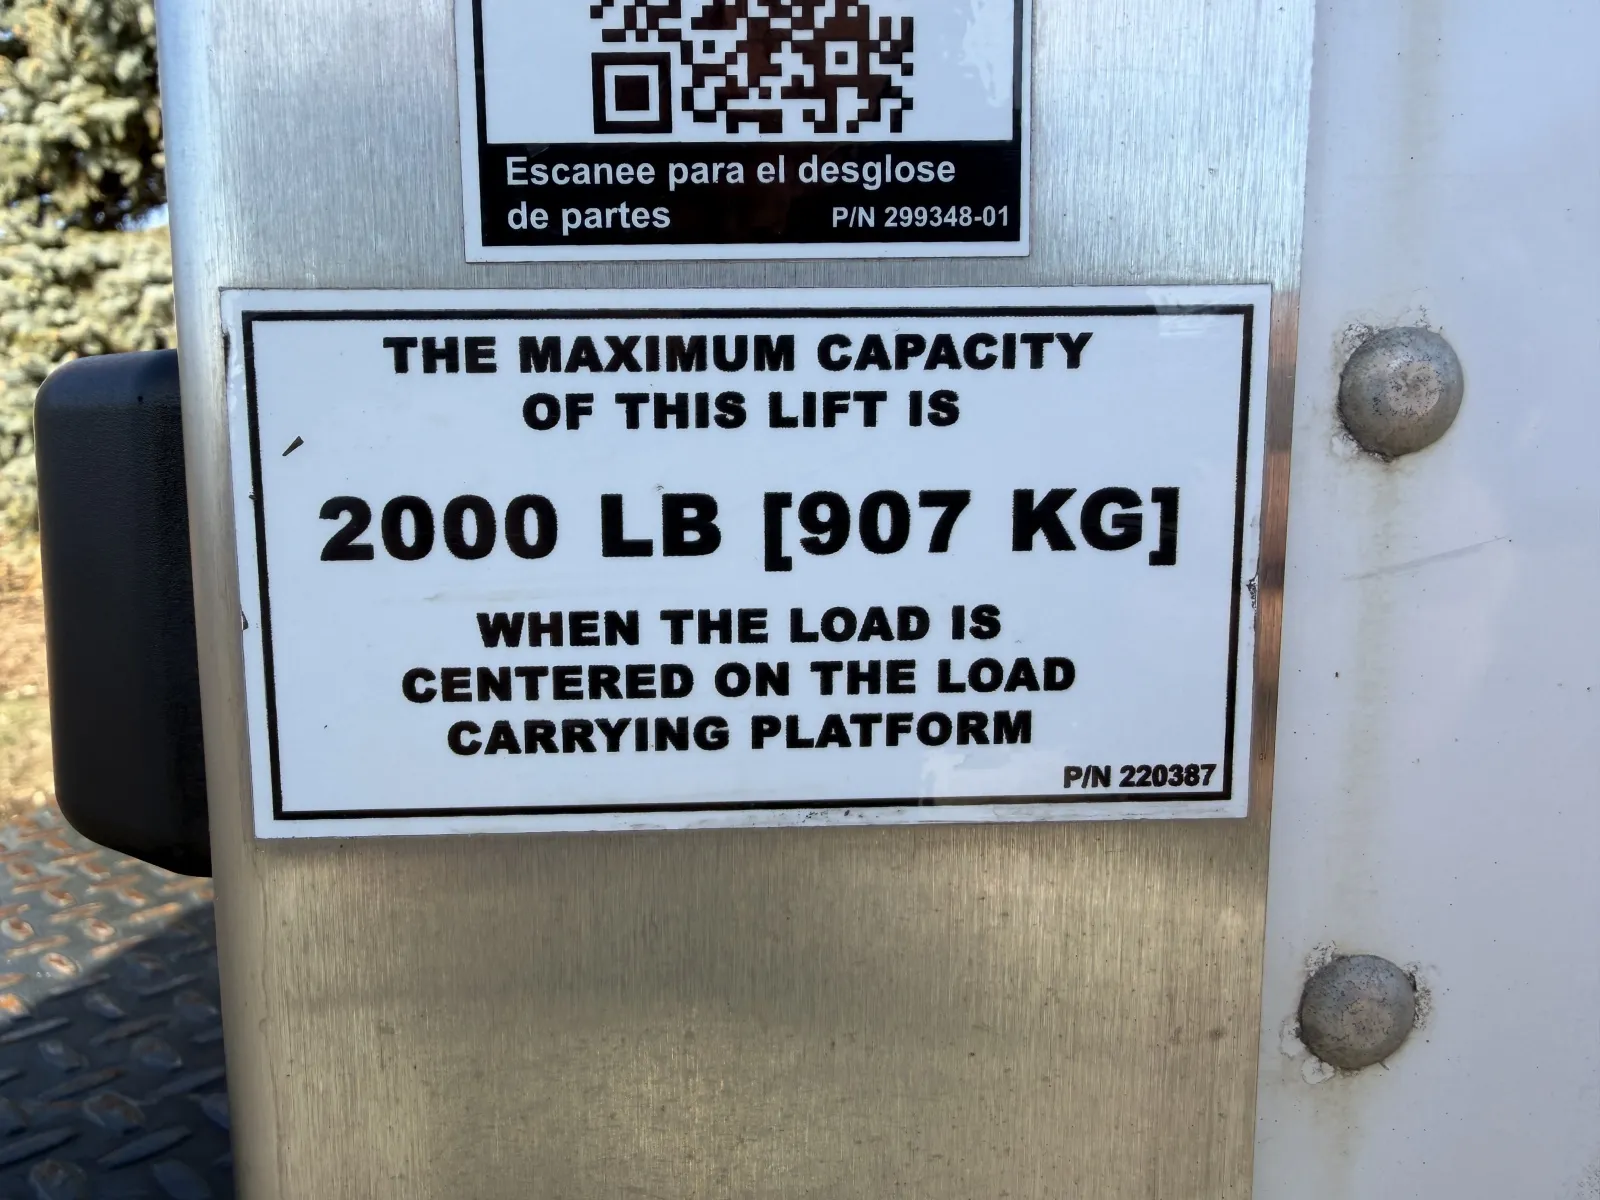 Escanee para el desglose
de partes P/N 299348-01
THE MAXIMUM CAPACITY
OF THIS LIFT IS
2000 LB [907 KG]
WHEN THE LOAD IS
CENTERED ON THE LOAD
CARRYING PLATFORM
P/N 220387